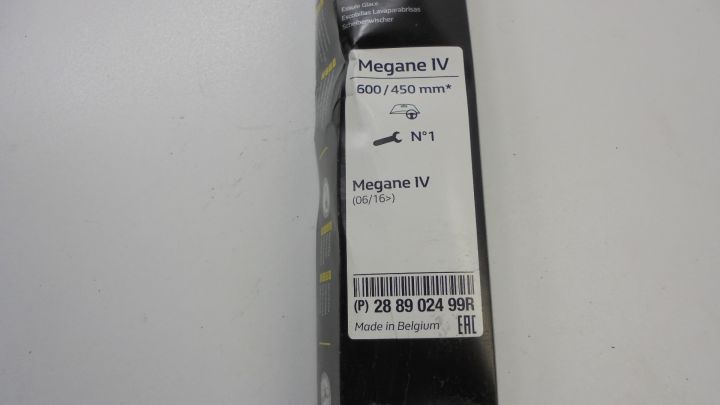 Essuie Glace
Escobillas Lavaparabrisas
Scheibenwischer
Megane IV
600/450 mm*
N°1
Megane IV
(06/16>)
(P) 28 89 024 99R
Made in Belgium EAC